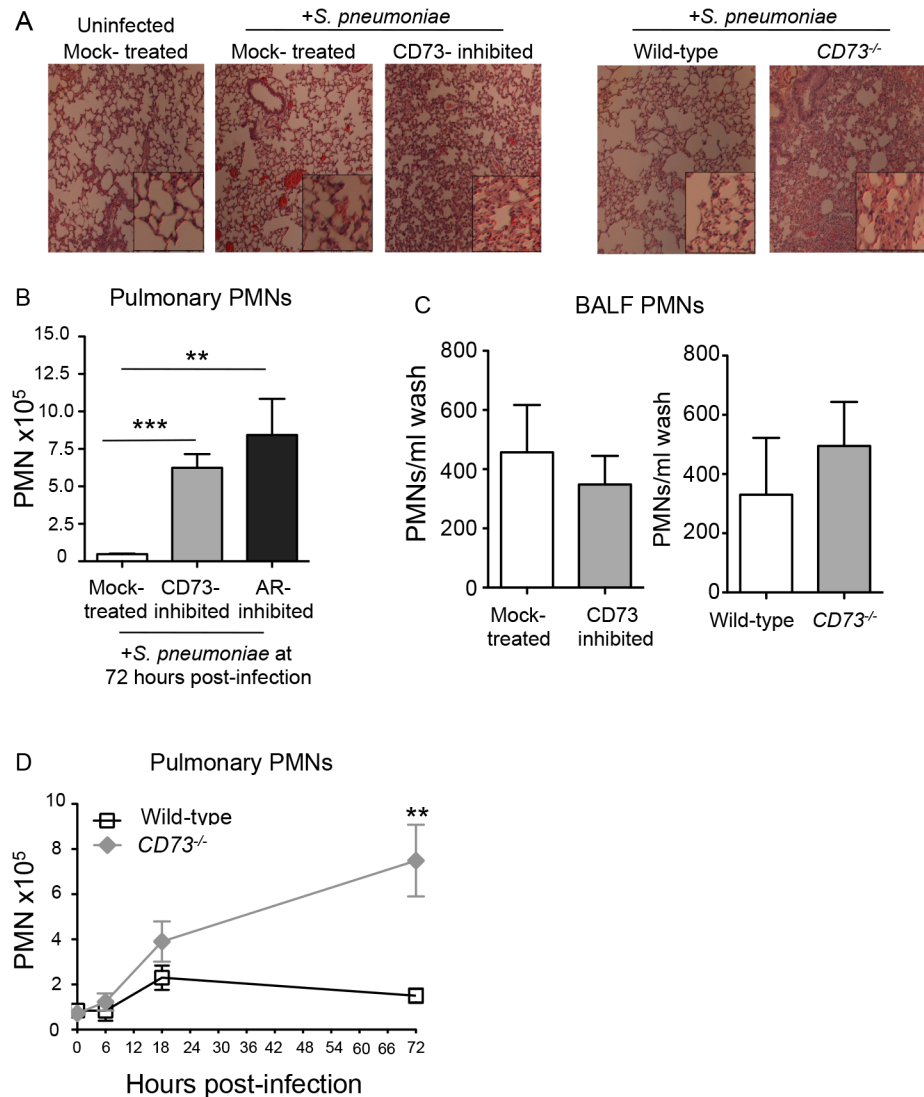 A
Uninfected
Mock- treated
+S. pneumoniae
Mock- treated CD73- inhibited
+S. pneumoniae
Wild-type CD73-/-
B Pulmonary PMNs
PMN x10⁵
15.0
12.5
10.0
7.5
5.0
2.5
0
**
***
Mock-
treated
CD73-
inhibited
AR-
inhibited
+S. pneumoniae at
72 hours post-infection
C BALF PMNs
PMNs/ml wash
800
600
400
200
0
Mock-
treated
CD73
inhibited
PMNs/ml wash
800
600
400
200
0
Wild-type CD73-/-
D Pulmonary PMNs
PMN x10⁵
10
8
6
4
2
0
Wild-type
CD73-/-
**
0 6 12 18 24 30 36 42 48 54 60 66 72
Hours post-infection